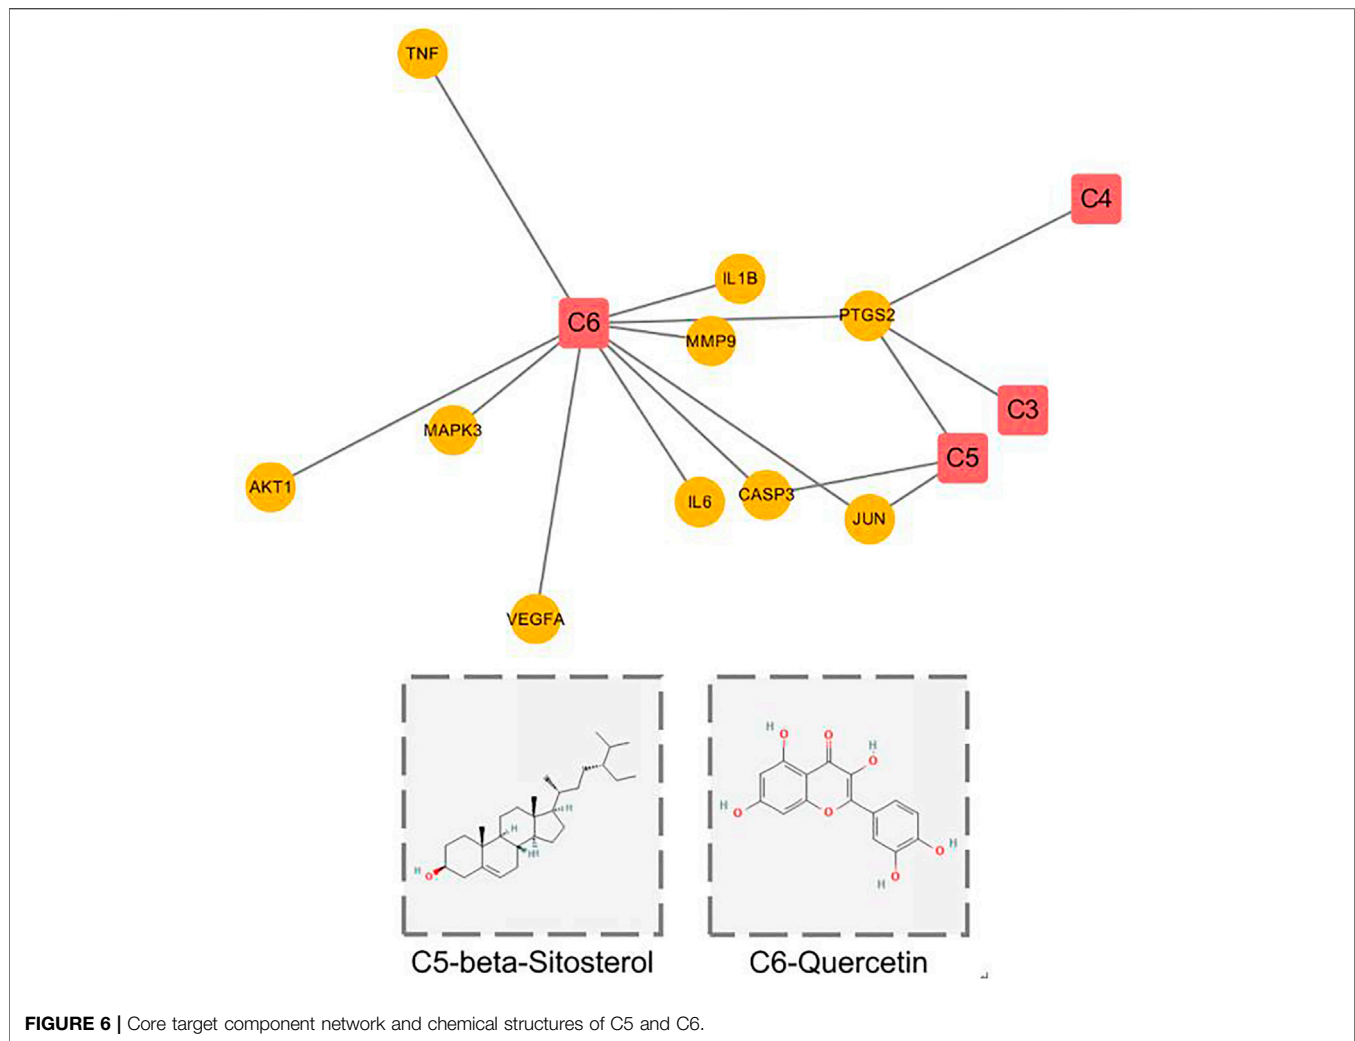 TNF
C4
IL1B
C6
PTGS2
MMP9
C3
MAPK3
C5
AKT1
IL6
CASP3
JUN
VEGFA
H
O
O
H
O
H
O
O
H
O
H
O
H
H
H
H
H
O
C5-beta-Sitosterol
C6-Quercetin
FIGURE 6 | Core target component network and chemical structures of C5 and C6.